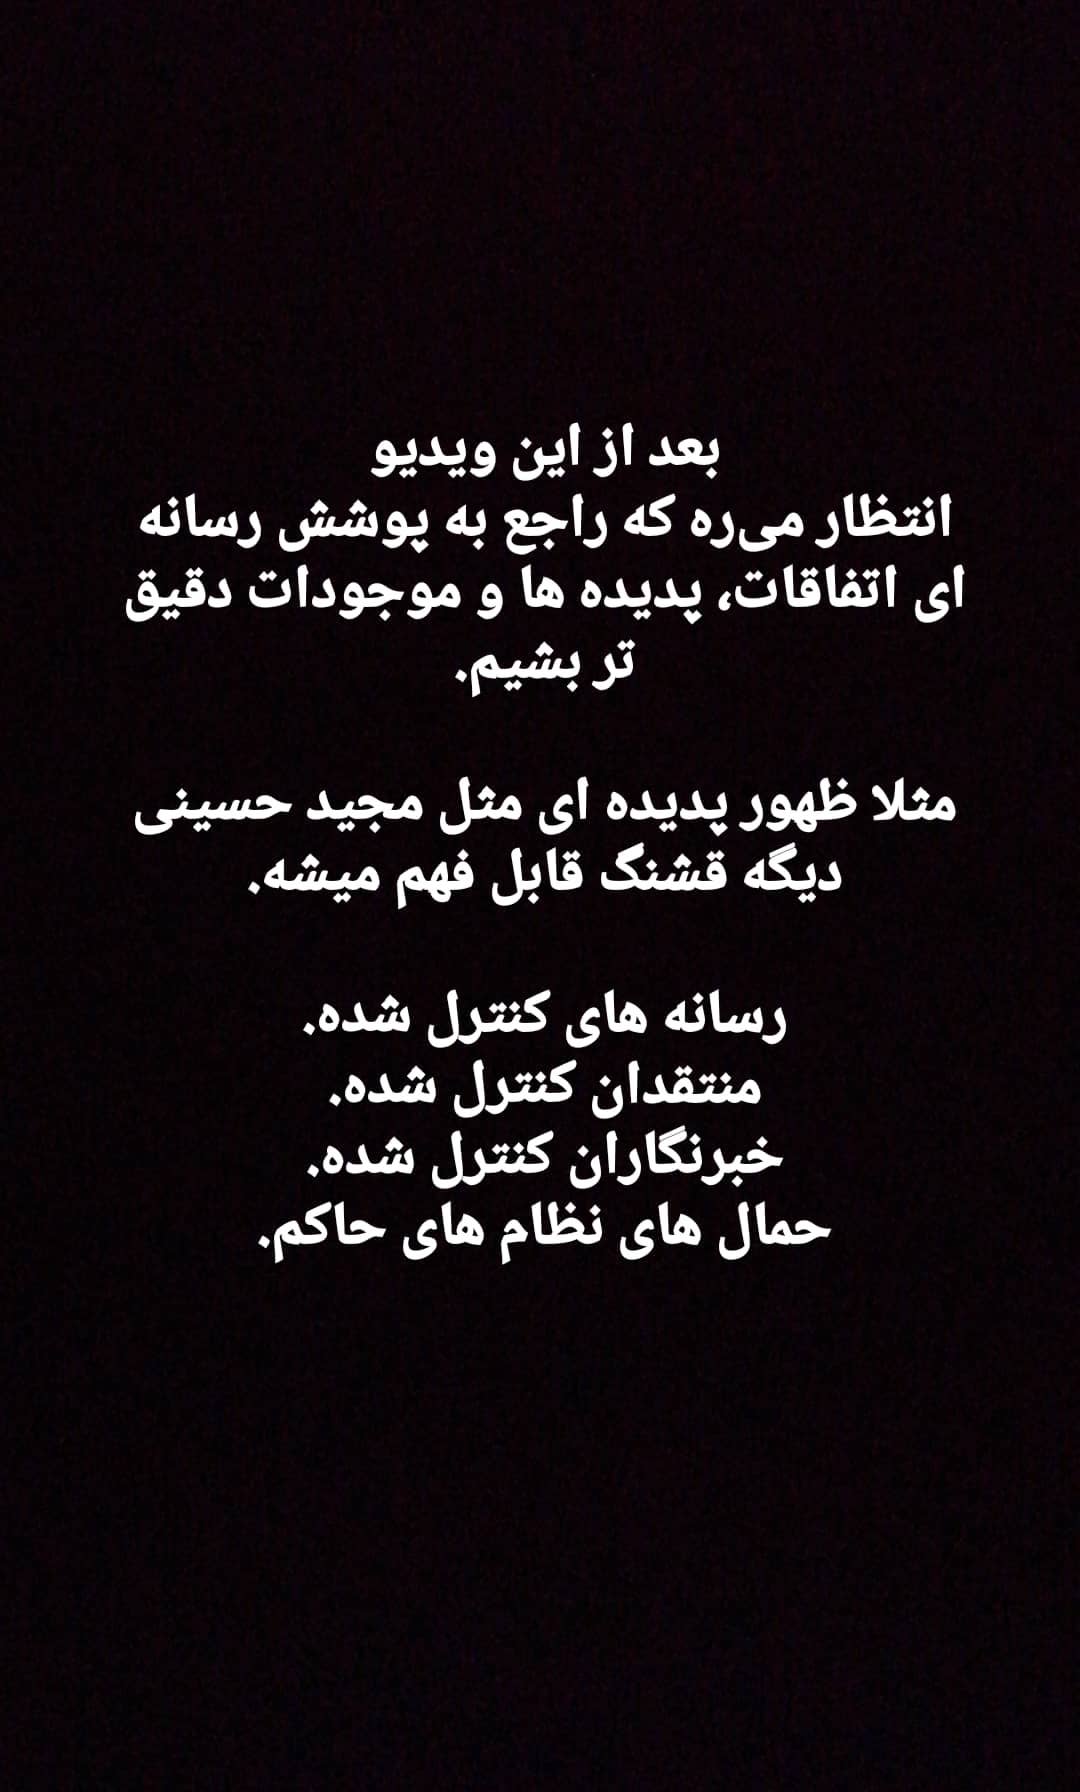 بعد از این ویدیو
انتظار می‌ره که راجع به پوشش رسانه
ای اتفاقات، پدیده ها و موجودات دقیق
تر بشیم.
مثلا ظهور پدیده ای مثل مجید حسینی
دیگه قشنگ قابل فهم میشه.
رسانه های کنترل شده.
منتقدان کنترل شده.
خبرنگاران کنترل شده.
حمال های نظام های حاکم.